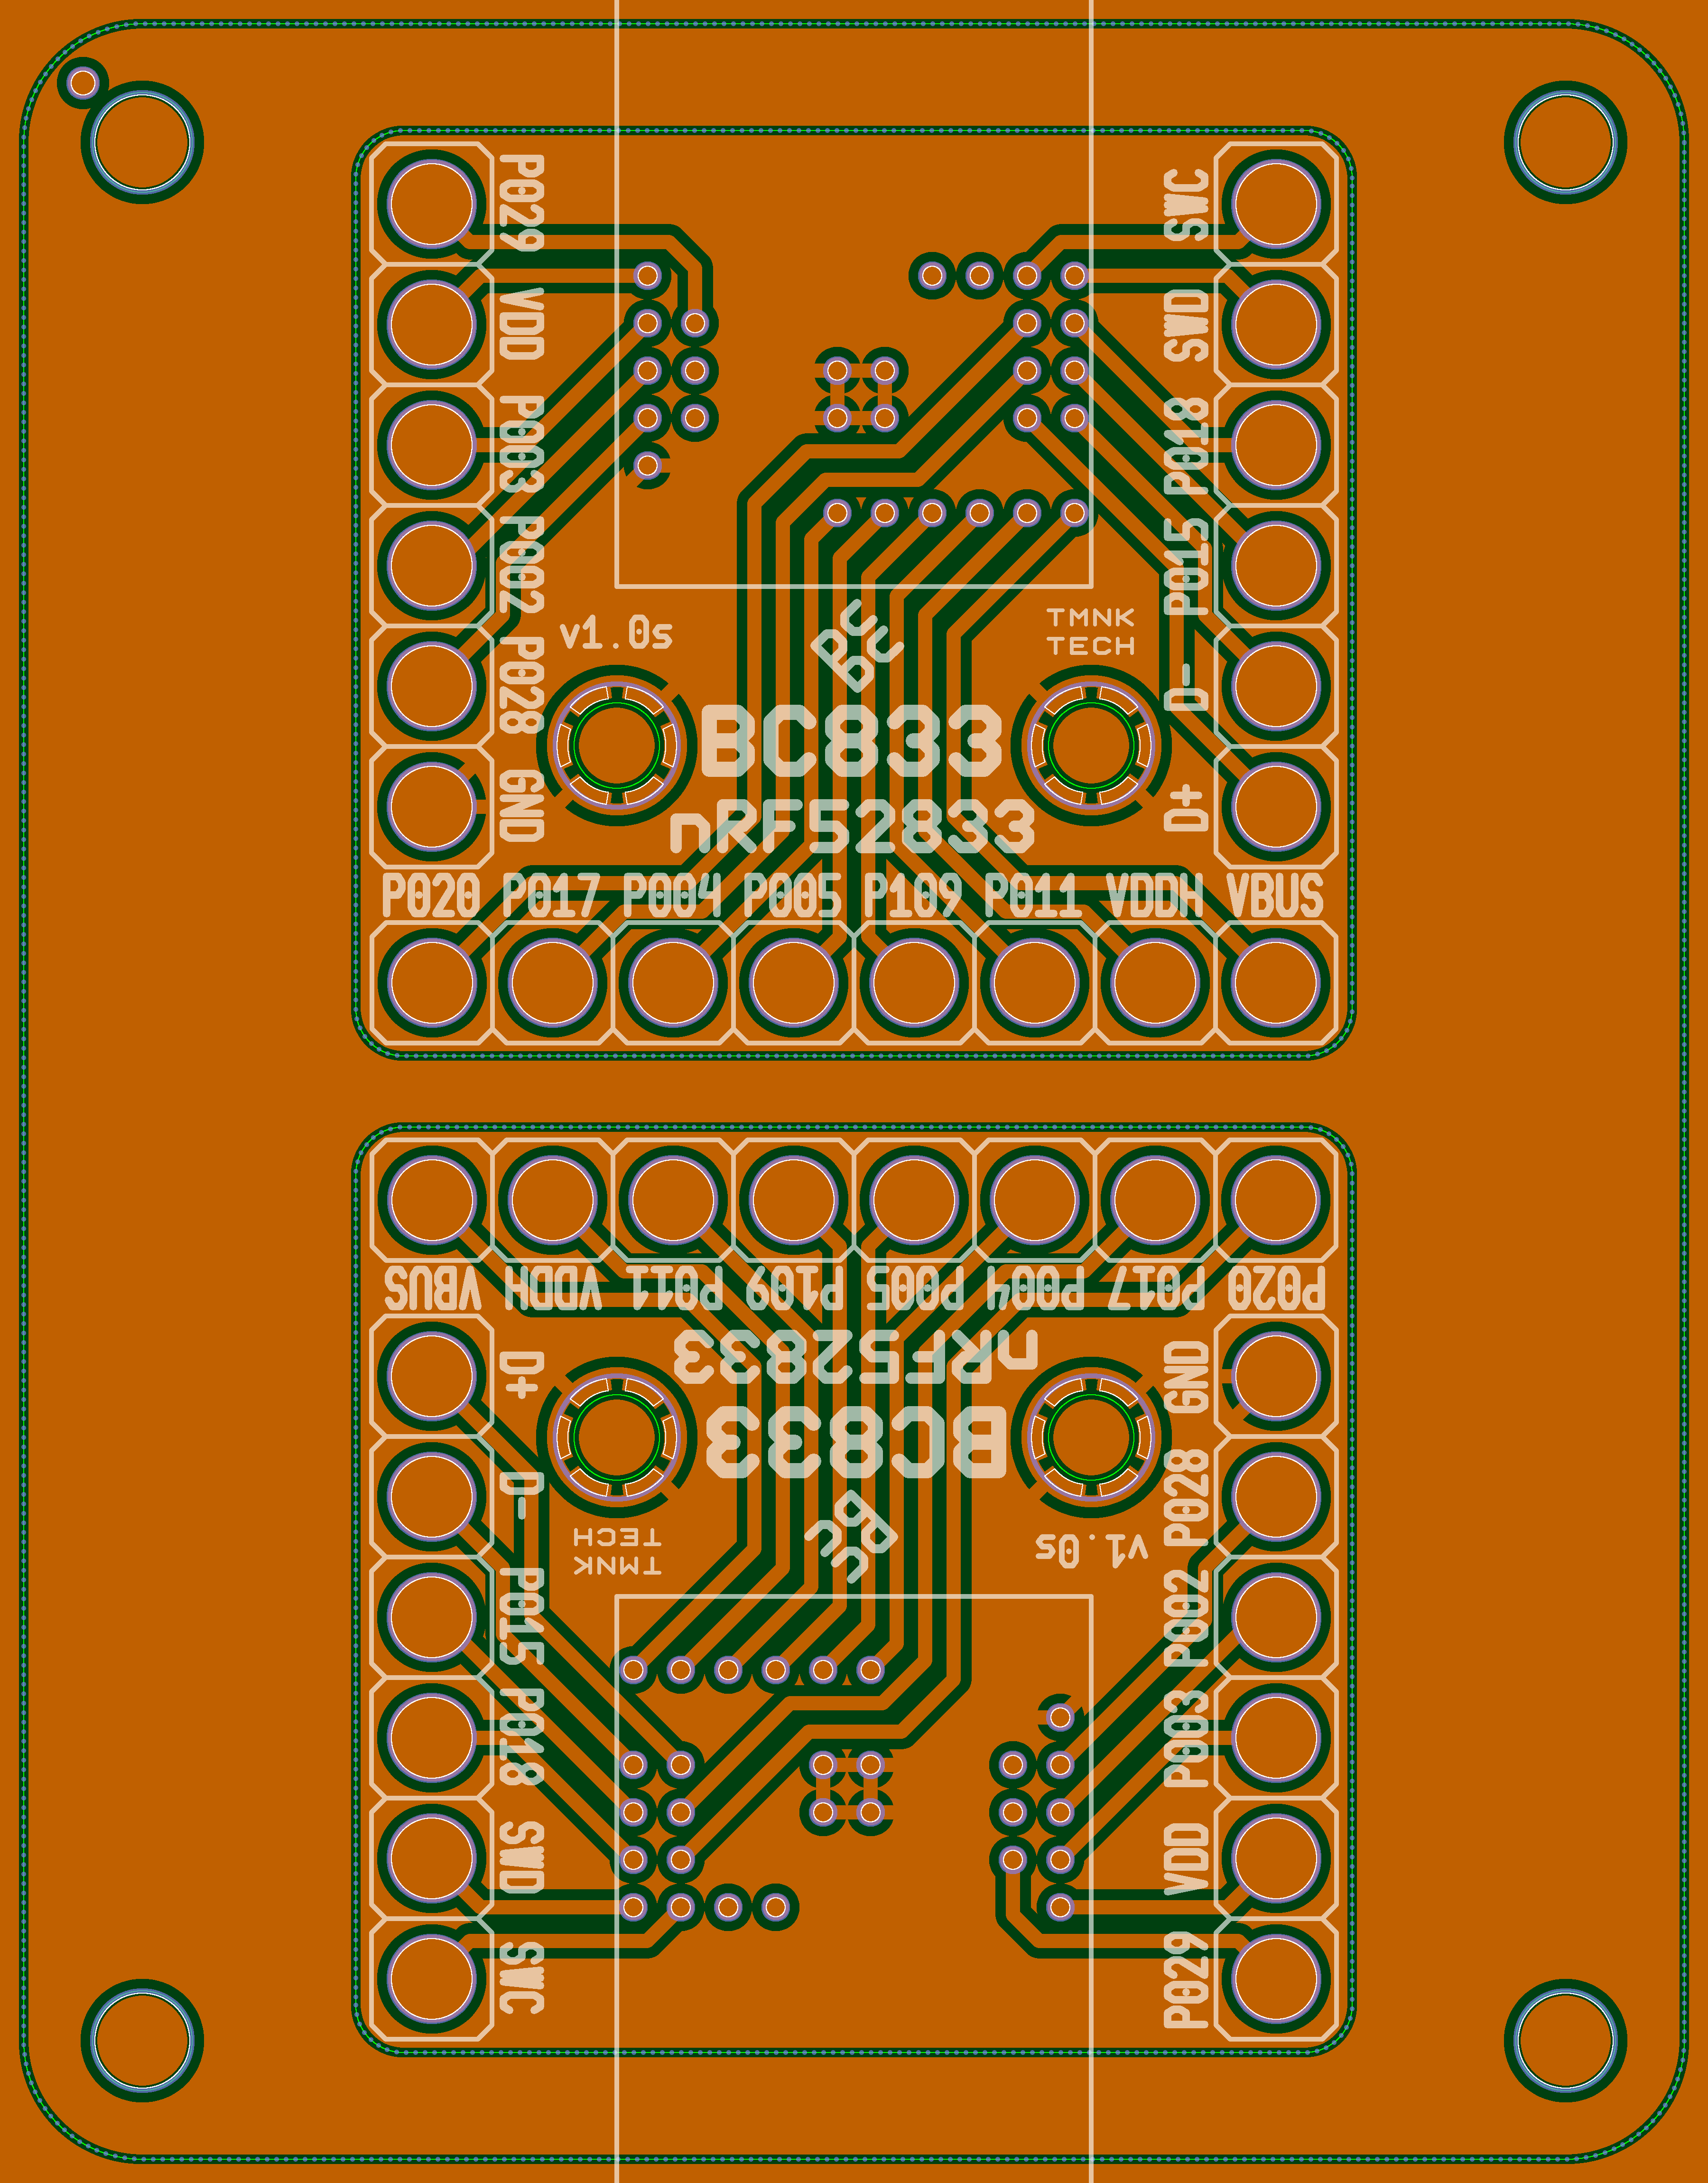 P029
VDD
P003
P002
P028
GND
SWC
SWD
P018
P015
D-
D+
v1.0s
BC
TMNK
TECH
BC833
nRF52833
P020 P017 P004 P005 P109 P011 VDDH VBUS
VBUS VDDH P011 P109 P005 P004 P017 P020
nRF52833
BC833
TMNK
TECH
v1.0s
D+
D-
P015
P018
SWD
SWC
GND
P028
P002
P003
VDD
P029